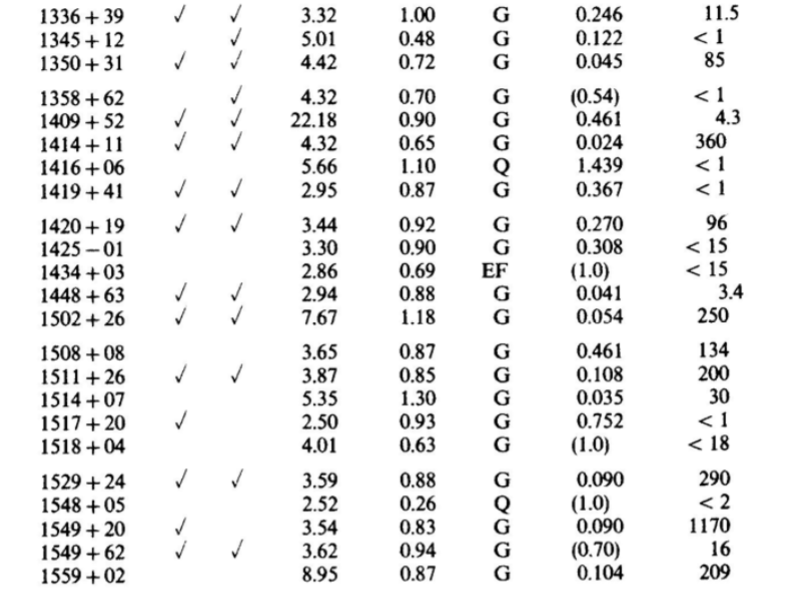 1336 + 39 √ √ 3.32 1.00 G 0.246 11.5
1345 + 12 √ 5.01 0.48 G 0.122 < 1
1350 + 31 √ √ 4.42 0.72 G 0.045 85
1358 + 62 √ 4.32 0.70 G (0.54) < 1
1409 + 52 √ √ 22.18 0.90 G 0.461 4.3
1414 + 11 √ √ 4.32 0.65 G 0.024 360
1416 + 06 5.66 1.10 Q 1.439 < 1
1419 + 41 √ √ 2.95 0.87 G 0.367 < 1
1420 + 19 √ √ 3.44 0.92 G 0.270 96
1425 – 01 3.30 0.90 G 0.308 < 15
1434 + 03 2.86 0.69 EF (1.0) < 15
1448 + 63 √ √ 2.94 0.88 G 0.041 3.4
1502 + 26 √ √ 7.67 1.18 G 0.054 250
1508 + 08 3.65 0.87 G 0.461 134
1511 + 26 √ √ 3.87 0.85 G 0.108 200
1514 + 07 5.35 1.30 G 0.035 30
1517 + 20 √ 2.50 0.93 G 0.752 < 1
1518 + 04 4.01 0.63 G (1.0) < 18
1529 + 24 √ √ 3.59 0.88 G 0.090 290
1548 + 05 2.52 0.26 Q (1.0) < 2
1549 + 20 √ 3.54 0.83 G 0.090 1170
1549 + 62 √ √ 3.62 0.94 G (0.70) 16
1559 + 02 8.95 0.87 G 0.104 209